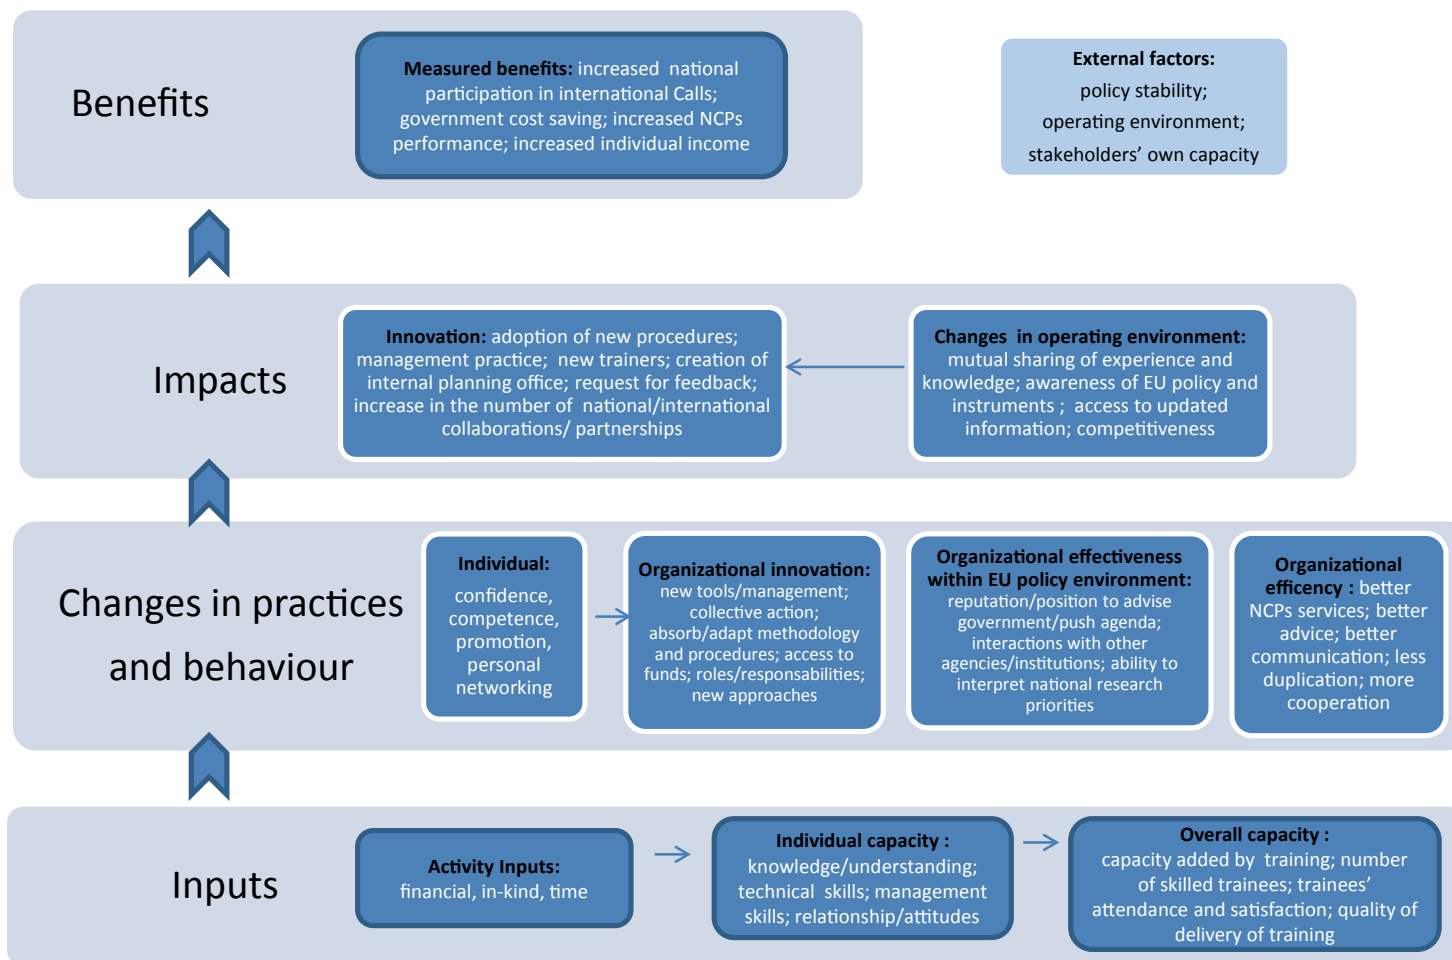 Benefits
Measured benefits: increased national
participation in international Calls;
government cost saving; increased NCPs
performance; increased individual income
External factors:
policy stability;
operating environment;
stakeholders’ own capacity
Impacts
Innovation: adoption of new procedures;
management practice; new trainers; creation of
internal planning office; request for feedback;
increase in the number of national/international
collaborations/ partnerships
Changes in operating environment:
mutual sharing of experience and
knowledge; awareness of EU policy and
instruments ; access to updated
information; competitiveness
Changes in practices
and behaviour
Individual:
confidence,
competence,
promotion,
personal
networking
Organizational innovation:
new tools/management;
collective action;
absorb/adapt methodology
and procedures; access to
funds; roles/responsabilities;
new approaches
Organizational effectiveness
within EU policy environment:
reputation/position to advise
government/push agenda;
interactions with other
agencies/institutions; ability to
interpret national research
priorities
Organizational
efficency : better
NCPs services; better
advice; better
communication; less
duplication; more
cooperation
Inputs
Activity Inputs:
financial, in-kind, time
Individual capacity :
knowledge/understanding;
technical skills; management
skills; relationship/attitudes
Overall capacity :
capacity added by training; number
of skilled trainees; trainees’
attendance and satisfaction; quality of
delivery of training